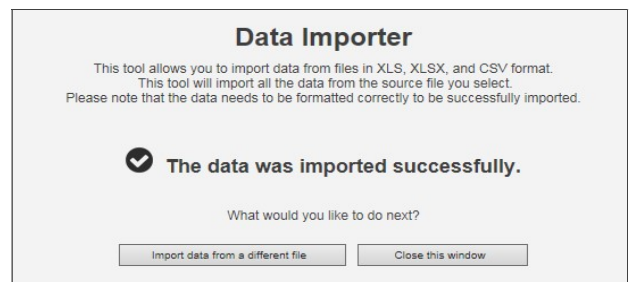 Data Importer
This tool allows you to import data from files in XLS, XLSX, and CSV format.
This tool will import all the data from the source file you select.
Please note that the data needs to be formatted correctly to be successfully imported.
The data was imported successfully.
What would you like to do next?
Import data from a different file
Close this window